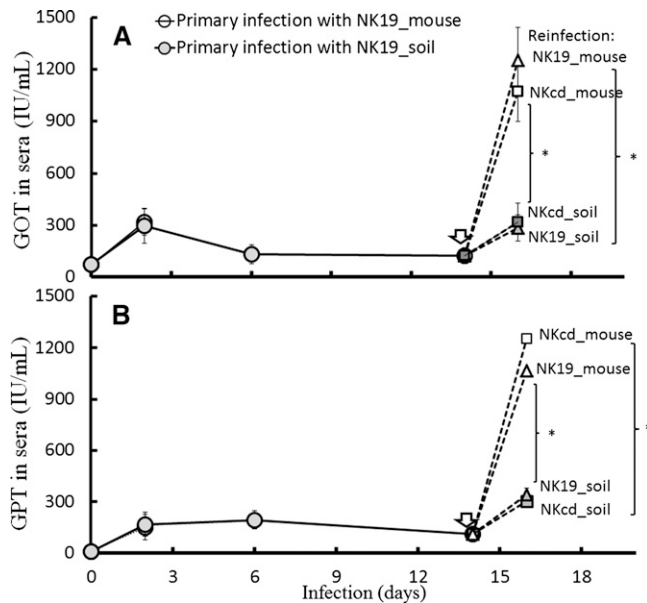 A
Primary infection with NK19_mouse
Primary infection with NK19_soil
Reinfection:
NK19_mouse
NKcd_mouse
*
*
NKcd_soil
NK19_soil
GOT in sera (IU/mL)
1500
1200
900
600
300
0
B
NKcd_mouse
NK19_mouse
*
*
NK19_soil
NKcd_soil
GPT in sera (IU/mL)
1500
1200
900
600
300
0
0 3 6 9 12 15 18
Infection (days)